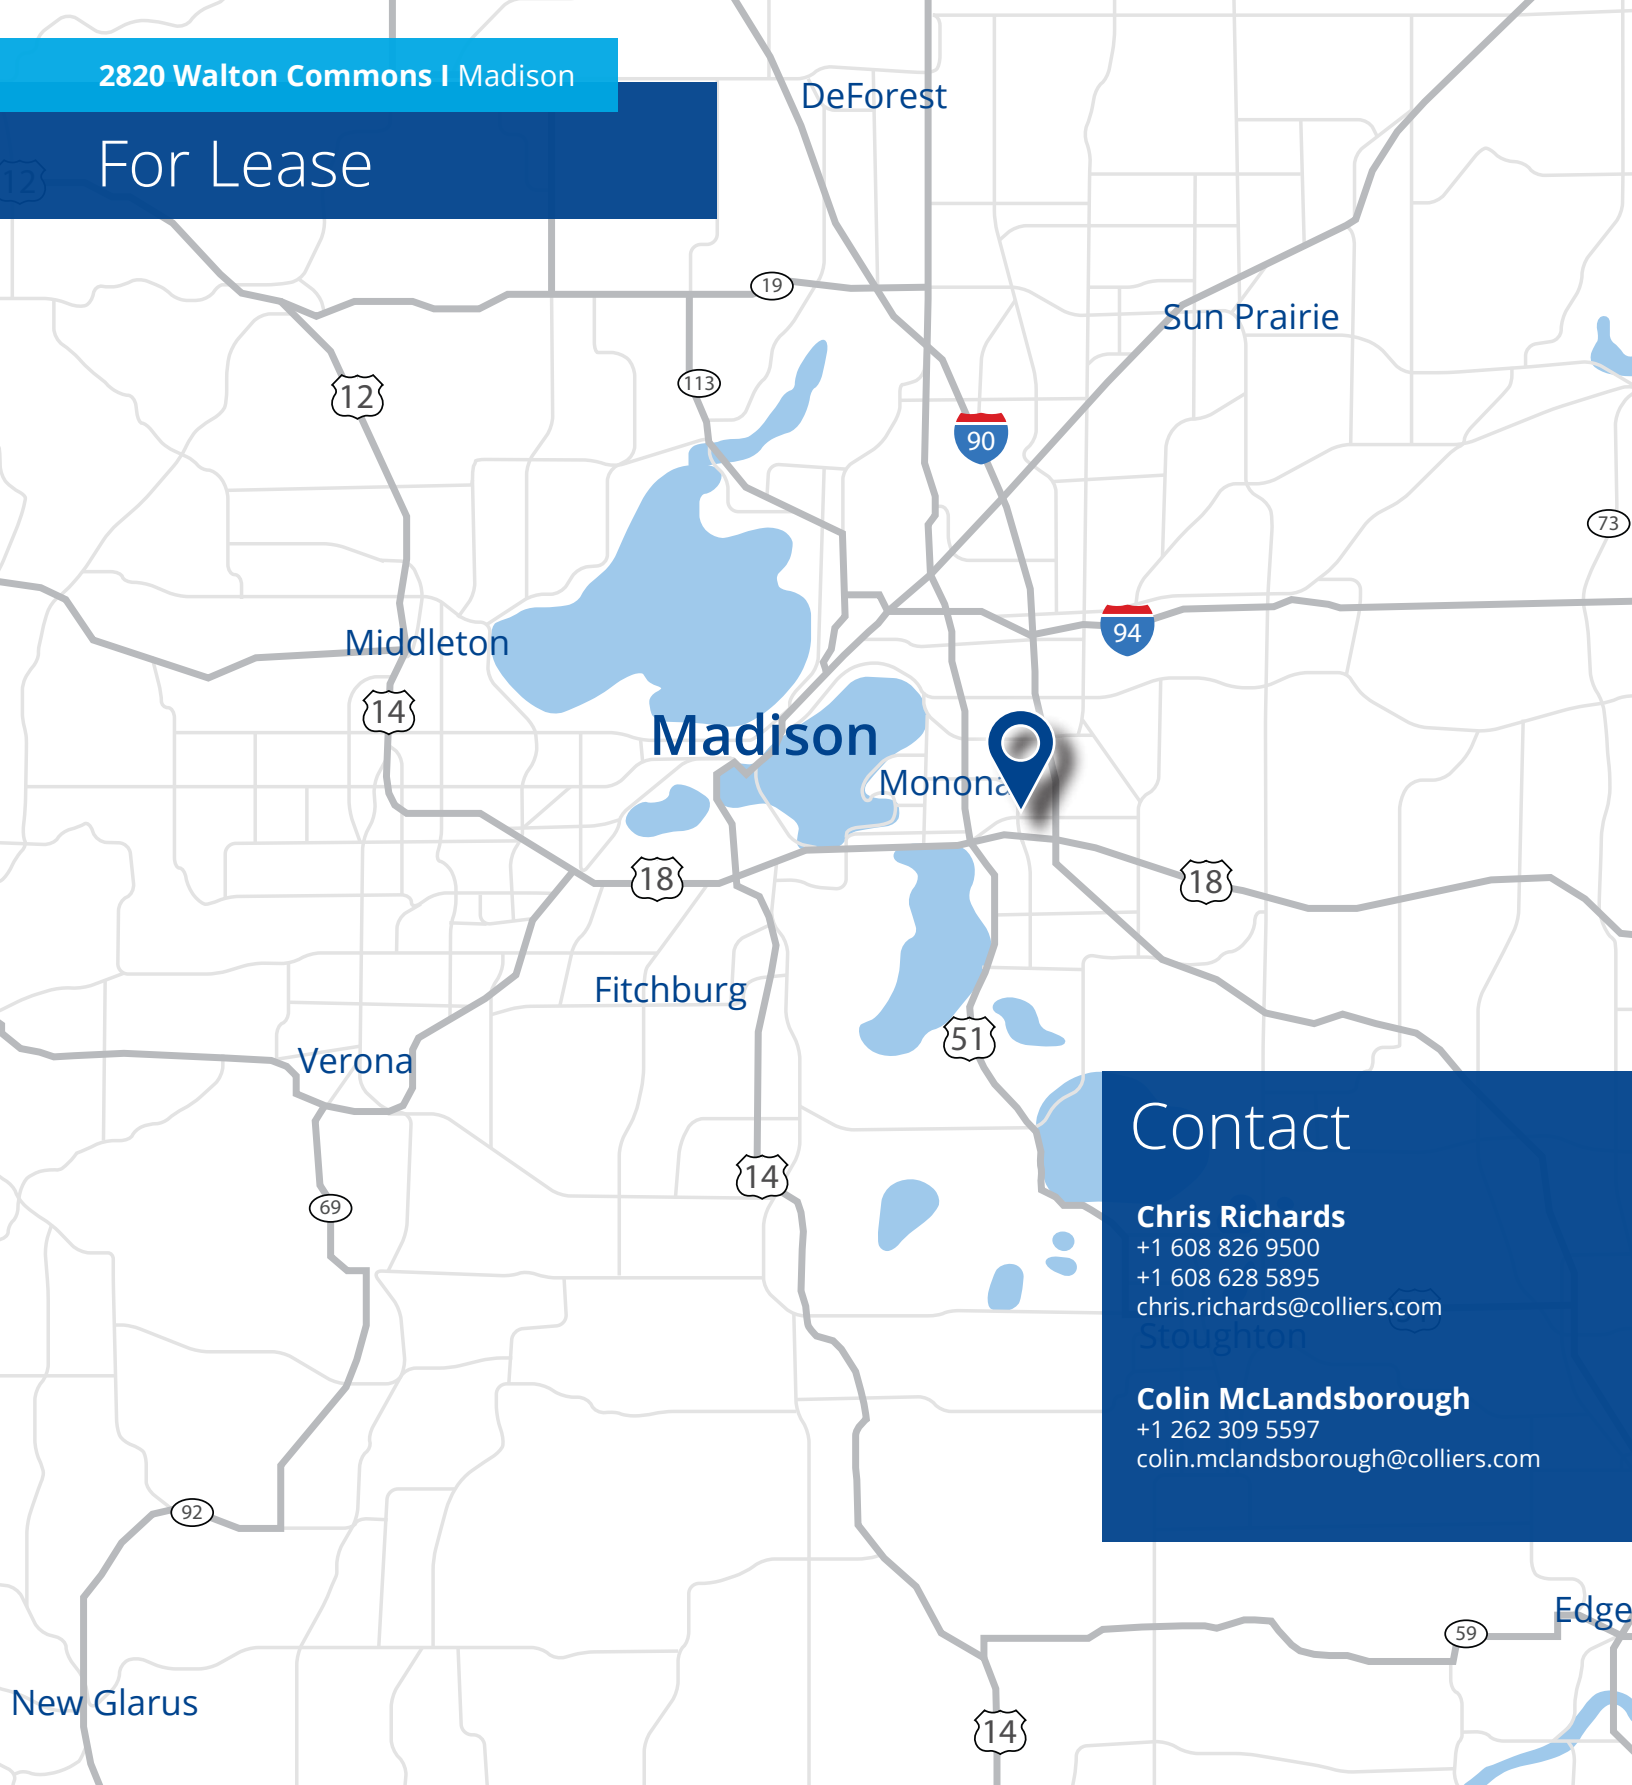 2820 Walton Commons I Madison
For Lease
12
DeForest
19
Sun Prairie
113
12
90
73
94
Middleton
14
Madison
Monona
18
18
Fitchburg
51
Verona
14
69
Contact
Chris Richards
+1 608 826 9500
+1 608 628 5895
chris.richards@colliers.com
51
Stoughton
Colin McLandsborough
+1 262 309 5597
colin.mclandsborough@colliers.com
92
Edge
59
New Glarus
14